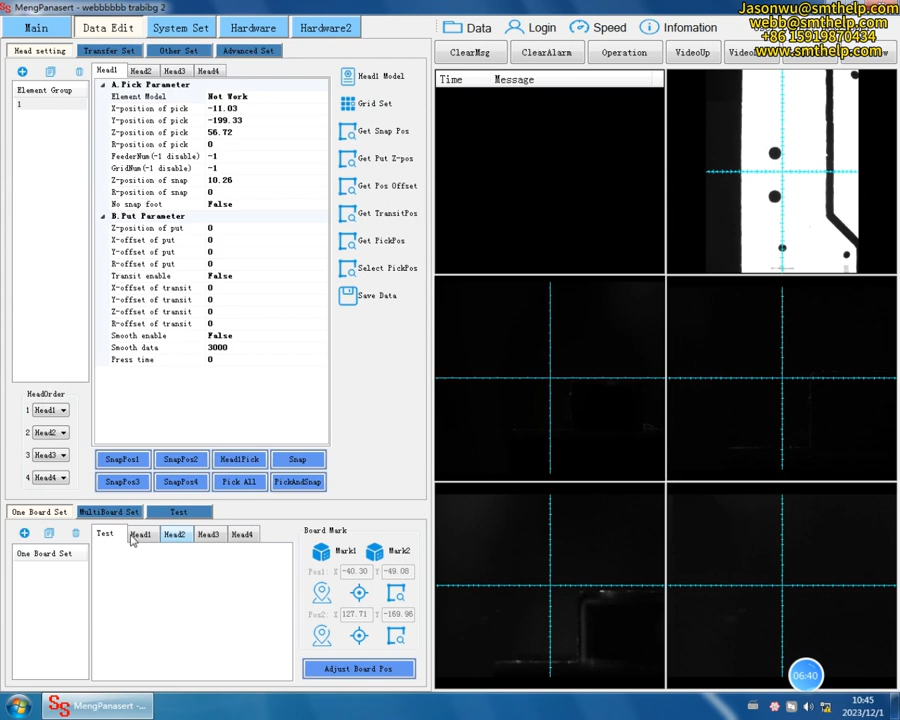 MengPanasert - webbbbbb trabibg 2
Jasonwu@smthelp.com
webb@smthelp.com
+86 15919870434
www.smthelp.com
Main
Data Edit
System Set
Hardware
Hardware2
Data
Login
Speed
Infomation
Head setting
Transfer Set
Other Set
Advanced Set
ClearMsg
ClearAlarm
Operation
VideoUp
Element Group
1
Head1
Head2
Head3
Head4
A.Pick Parameter
Element Model Not Work
X-position of pick -11.03
Y-position of pick -199.33
Z-position of pick 56.72
R-position of pick 0
FeederNum(-1 disable) -1
GridNum(-1 disable) -1
Z-position of snap 10.26
R-position of snap 0
No snap foot False
B.Put Parameter
Z-position of put 0
X-offset of put 0
Y-offset of put 0
R-offset of put 0
Transit enable False
X-offset of transit 0
Y-offset of transit 0
Z-offset of transit 0
R-offset of transit 0
Smooth enable False
Smooth data 3000
Press time 0
Head1 Model
Grid Set
Get Snap Pos
Get Put Z-pos
Get Pos Offset
Get TransitPos
Get PickPos
Select PickPos
Save Data
Time Message
HeadOrder
1 Head1
2 Head2
3 Head3
4 Head4
SnapPos1
SnapPos2
Head1Pick
Snap
SnapPos3
SnapPos4
Pick All
PickAndSnap
One Board Set
MultiBoard Set
Test
One Board Set
Test
Head1
Head2
Head3
Head4
Board Mark
Mark1
Mark2
Pos1: X -40.30 Y -49.08
Pos2: X 127.71 Y -169.96
Adjust Board Pos
06:40
MengPanasert -...
10:45
2023/12/1